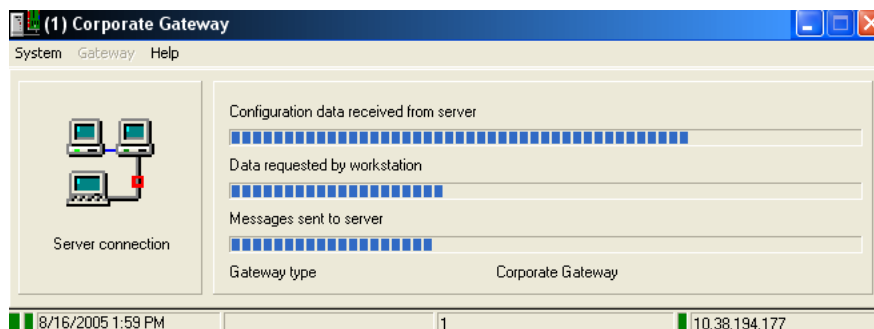 (1) Corporate Gateway
System Gateway Help
Configuration data received from server
Data requested by workstation
Messages sent to server
Server connection
Gateway type Corporate Gateway
8/16/2005 1:59 PM 1 10.38.194.177